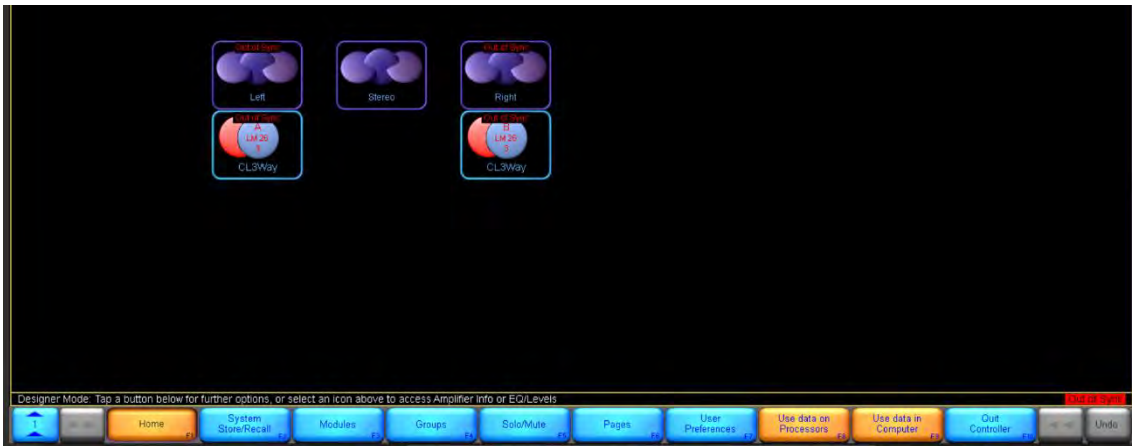 Out of Sync
Out of Sync
Left
Stereo
Right
Out of Sync
Out of Sync
A
LM 26
3
CL3Way
B
LM 26
3
CL3Way
Designer Mode: Tap a button below for further options, or select an icon above to access Amplifier Info or EQ/Levels
Out of Sync
1
Home
F1
System
Store/Recall
F2
Modules
F3
Groups
F4
Solo/Mute
F5
Pages
F6
User
Preferences
F7
Use data on
Processors
F8
Use data in
Computer
F9
Quit
Controller
F10
Undo